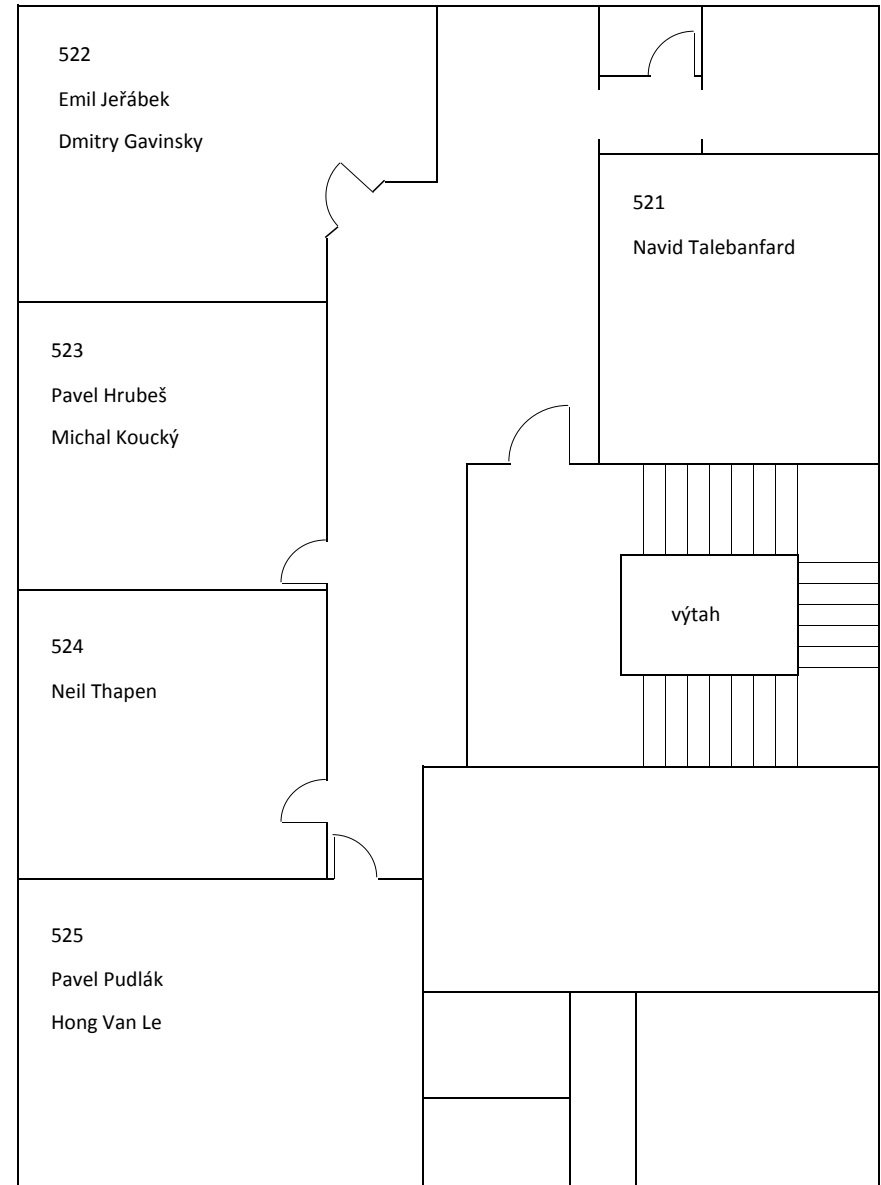 522
Emil Jeřábek
Dmitry Gavinsky
521
Navid Talebanfard
523
Pavel Hrubeš
Michal Koucký
výtah
524
Neil Thapen
525
Pavel Pudlák
Hong Van Le